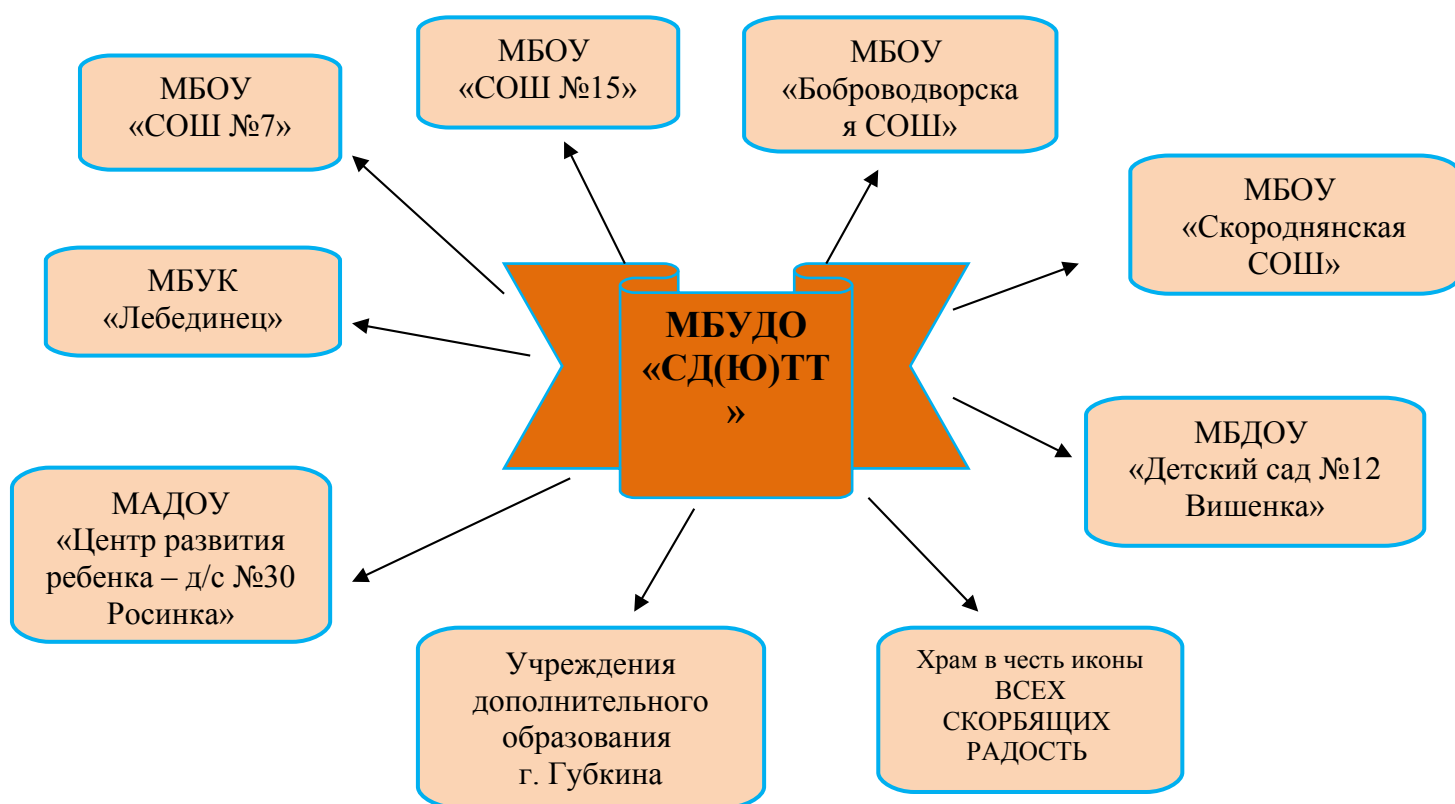 МБОУ
«СОШ №7»
МБОУ
«СОШ №15»
МБОУ
«Боброводворска
я СОШ»
МБОУ
«Скороднянская
СОШ»
МБУК
«Лебединец»
МБУДО
«СД(Ю)ТТ
»
МБДОУ
«Детский сад №12
Вишенка»
МАДОУ
«Центр развития
ребенка – д/с №30
Росинка»
Учреждения
дополнительного
образования
г. Губкина
Храм в честь иконы
ВСЕХ
СКОРБЯЩИХ
РАДОСТЬ